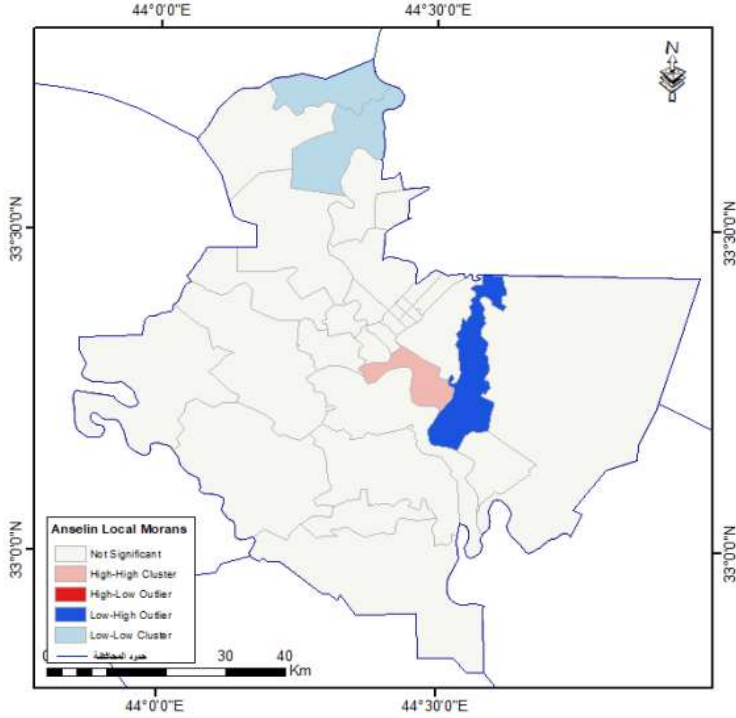 44°0'0"E 44°30'0"E
N
33°30'0"N 33°30'0"N
33°0'0"N 33°0'0"N
Anselin Local Morans
Not Significant
High-High Cluster
High-Low Outlier
Low-High Outlier
Low-Low Cluster
حدود المحافظة
0 30 40
Km
44°0'0"E 44°30'0"E